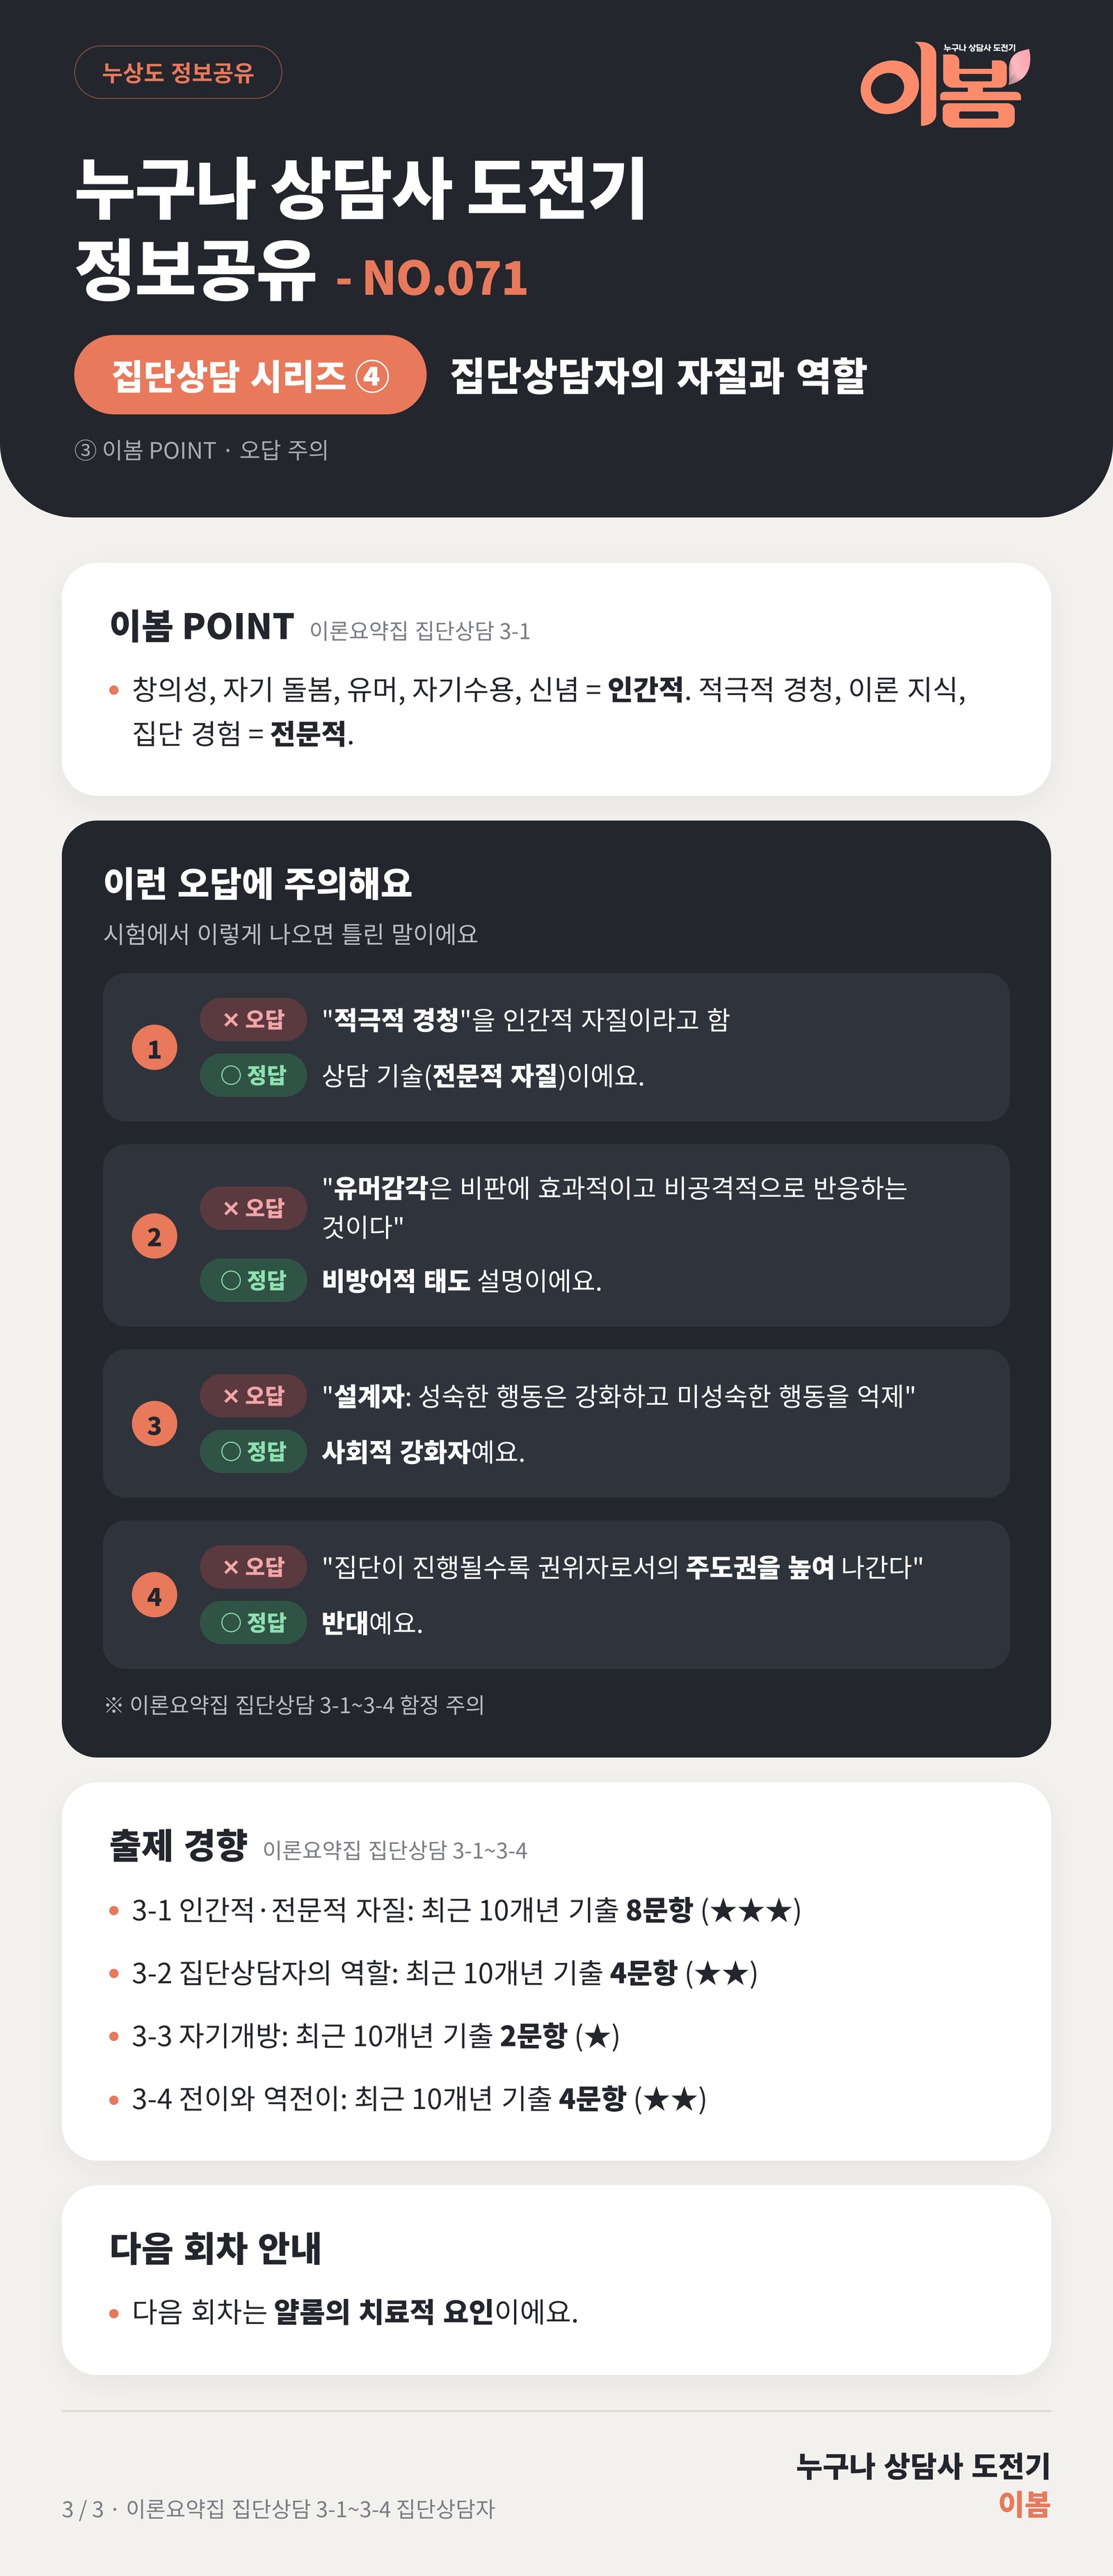 누상도 정보공유
누구나 상담사 도전기
이봄
누구나 상담사 도전기
정보공유 - NO.071
집단상담 시리즈 ④ 집단상담자의 자질과 역할
③ 이봄 POINT · 오답 주의
이봄 POINT 이론요약집 집단상담 3-1
• 창의성, 자기 돌봄, 유머, 자기수용, 신념 = 인간적. 적극적 경청, 이론 지식,
집단 경험 = 전문적.
이런 오답에 주의해요
시험에서 이렇게 나오면 틀린 말이에요
1
✕ 오답 "적극적 경청"을 인간적 자질이라고 함
○ 정답 상담 기술(전문적 자질)이에요.
2
✕ 오답 "유머감각은 비판에 효과적이고 비공격적으로 반응하는
것이다"
○ 정답 비방어적 태도 설명이에요.
3
✕ 오답 "설계자: 성숙한 행동은 강화하고 미성숙한 행동을 억제"
○ 정답 사회적 강화자예요.
4
✕ 오답 "집단이 진행될수록 권위자로서의 주도권을 높여 나간다"
○ 정답 반대예요.
※ 이론요약집 집단상담 3-1~3-4 함정 주의
출제 경향 이론요약집 집단상담 3-1~3-4
• 3-1 인간적·전문적 자질: 최근 10개년 기출 8문항 (★★★)
• 3-2 집단상담자의 역할: 최근 10개년 기출 4문항 (★★)
• 3-3 자기개방: 최근 10개년 기출 2문항 (★)
• 3-4 전이와 역전이: 최근 10개년 기출 4문항 (★★)
다음 회차 안내
• 다음 회차는 얄롬의 치료적 요인이에요.
누구나 상담사 도전기
3 / 3 · 이론요약집 집단상담 3-1~3-4 집단상담자
이봄